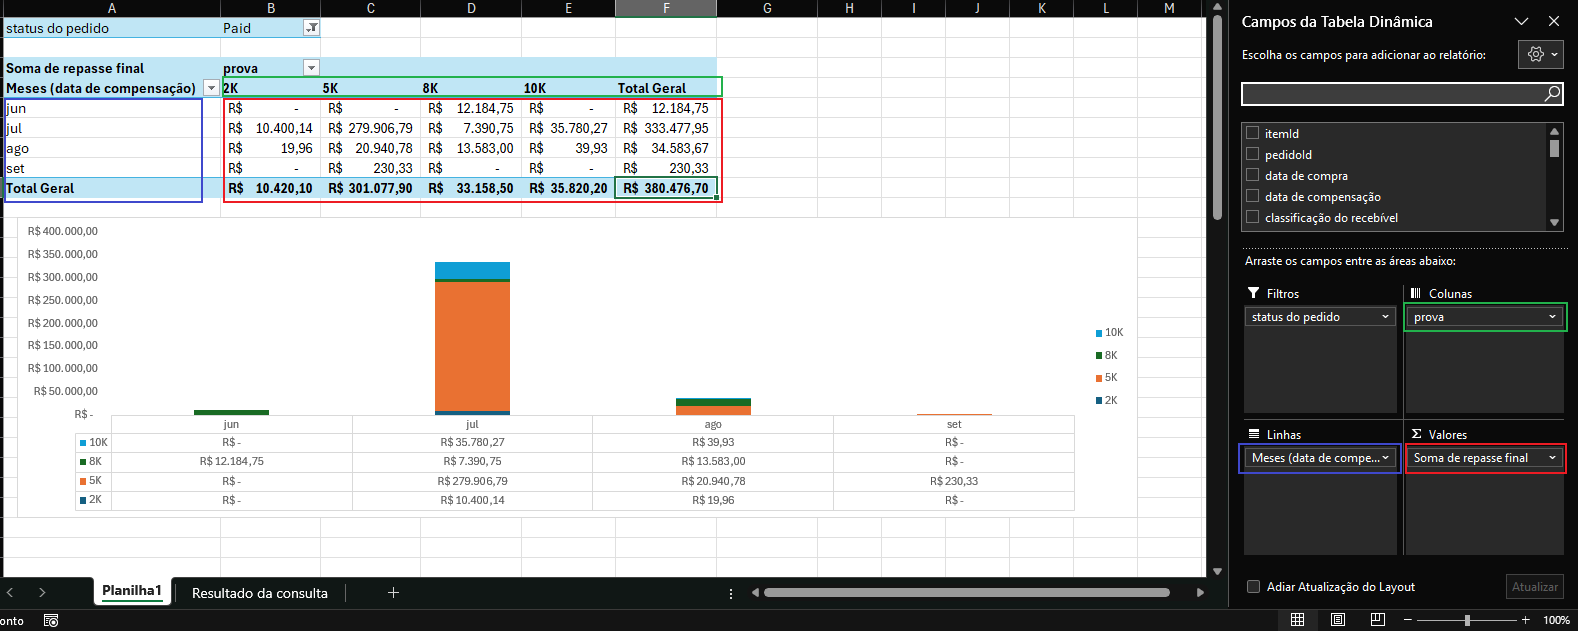 A B C D E F G H I J K L M
status do pedido Paid
Soma de repasse final prova
Meses (data de compensação) 2K 5K 8K 10K Total Geral
jun R$ - R$ - R$ 12.184,75 R$ - R$ 12.184,75
jul R$ 10.400,14 R$ 279.906,79 R$ 7.390,75 R$ 35.780,27 R$ 333.477,95
ago R$ 19,96 R$ 20.940,78 R$ 13.583,00 R$ 39,93 R$ 34.583,67
set R$ - R$ 230,33 R$ - R$ - R$ 230,33
Total Geral R$ 10.420,10 R$ 301.077,90 R$ 33.158,50 R$ 35.820,20 R$ 380.476,70
R$ 400.000,00
R$ 350.000,00
R$ 300.000,00
R$ 250.000,00
R$ 200.000,00
R$ 150.000,00
R$ 100.000,00
R$ 50.000,00
R$ -
10K
8K
5K
2K
jun jul ago set
10K R$ - R$ 35.780,27 R$ 39,93 R$ -
8K R$ 12.184,75 R$ 7.390,75 R$ 13.583,00 R$ -
5K R$ - R$ 279.906,79 R$ 20.940,78 R$ 230,33
2K R$ - R$ 10.400,14 R$ 19,96 R$ -
Planilha1 Resultado da consulta
onto
100%
Campos da Tabela Dinâmica
Escolha os campos para adicionar ao relatório:
itemId
pedidoId
data de compra
data de compensação
classificação do recebível
Arraste os campos entre as áreas abaixo:
Filtros Colunas
status do pedido prova
Linhas Valores
Meses (data de compe... Soma de repasse final
Adiar Atualização do Layout Atualizar